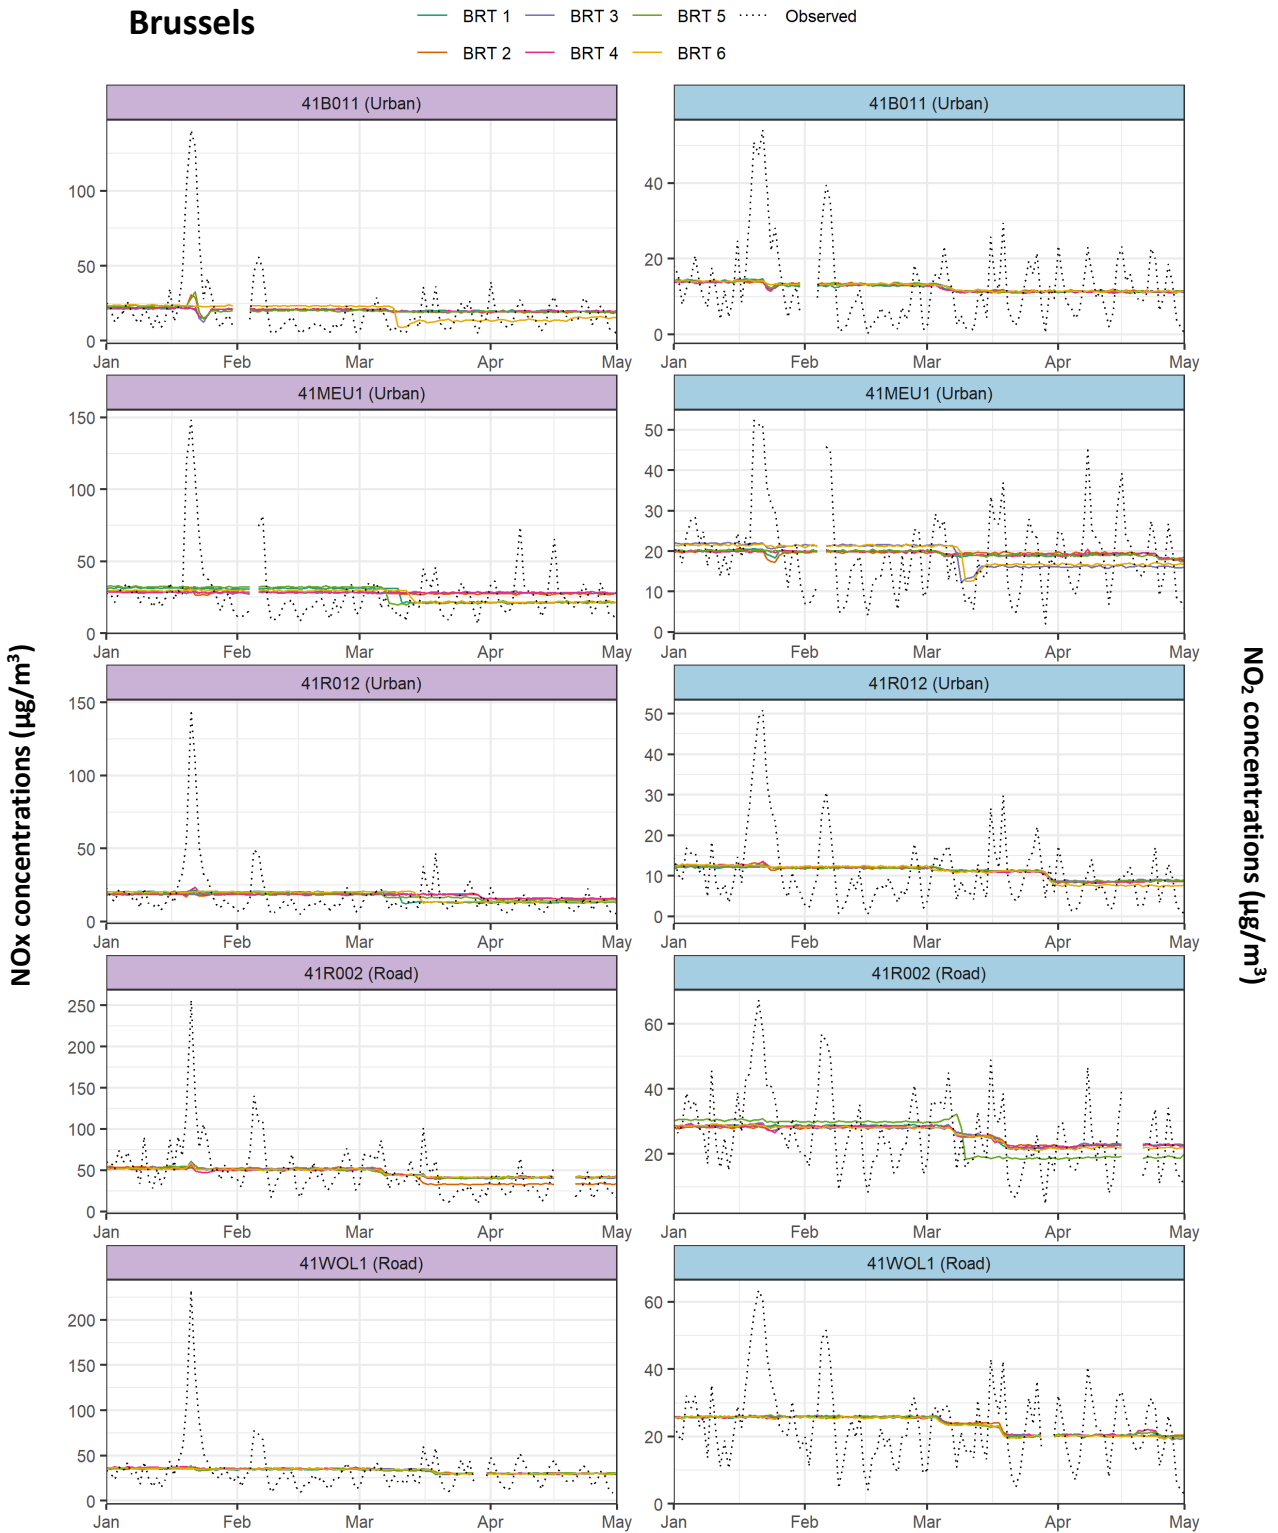 Brussels
BRT 1 BRT 3 BRT 5 Observed
BRT 2 BRT 4 BRT 6
NOx concentrations (µg/m³)
NO₂ concentrations (µg/m³)
41B011 (Urban)
100
50
0
Jan Feb Mar Apr May
41B011 (Urban)
40
20
0
Jan Feb Mar Apr May
41MEU1 (Urban)
150
100
50
0
Jan Feb Mar Apr May
41MEU1 (Urban)
50
40
30
20
10
0
Jan Feb Mar Apr May
41R012 (Urban)
150
100
50
0
Jan Feb Mar Apr May
41R012 (Urban)
50
40
30
20
10
0
Jan Feb Mar Apr May
41R002 (Road)
250
200
150
100
50
0
Jan Feb Mar Apr May
41R002 (Road)
60
40
20
Jan Feb Mar Apr May
41WOL1 (Road)
200
150
100
50
0
Jan Feb Mar Apr May
41WOL1 (Road)
60
40
20
0
Jan Feb Mar Apr May